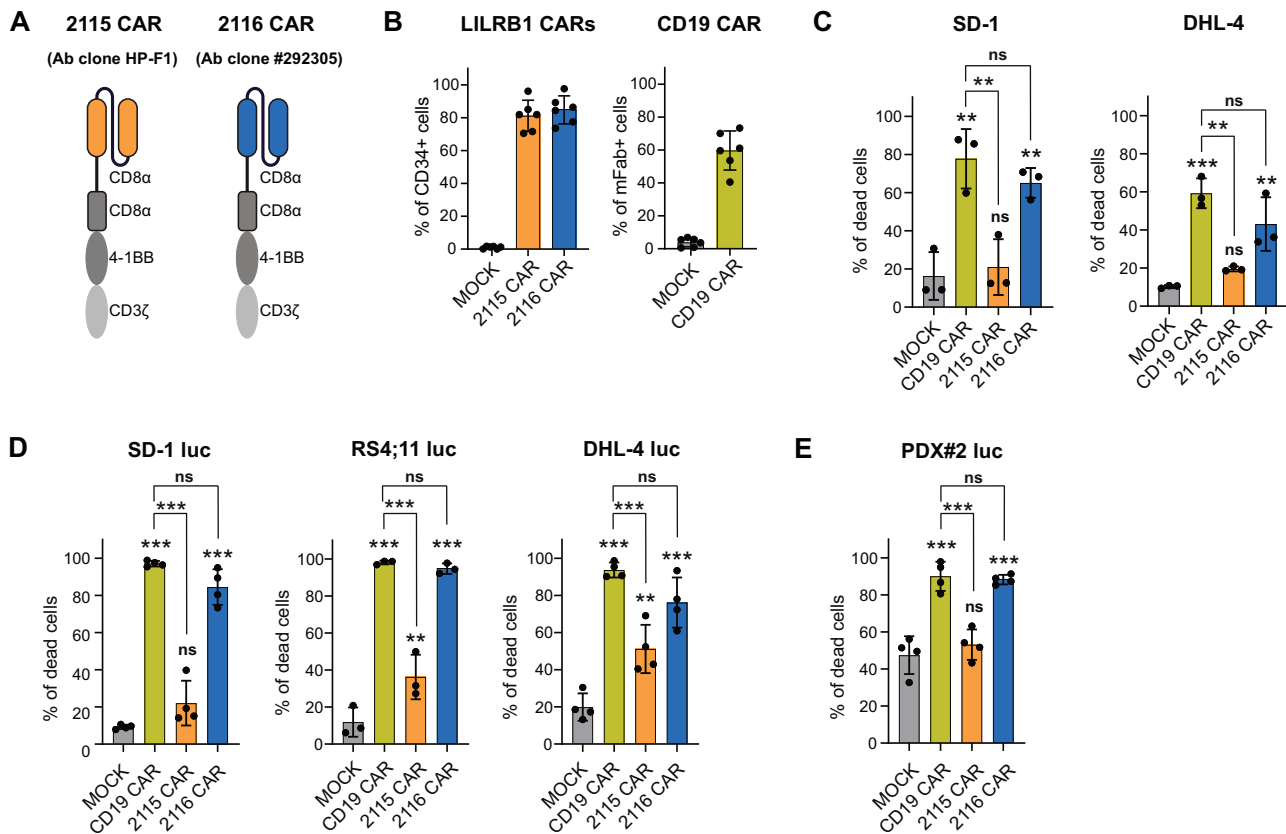 A
2115 CAR
(Ab clone HP-F1)
2116 CAR
(Ab clone #292305)
CD8α
CD8α
4-1BB
CD3ζ
CD8α
CD8α
4-1BB
CD3ζ
B
LILRB1 CARs
% of CD34+ cells
100
80
60
40
20
0
MOCK
2115 CAR
2116 CAR
CD19 CAR
% of mFab+ cells
100
80
60
40
20
0
MOCK
CD19 CAR
C
SD-1
ns
**
**
ns
**
% of dead cells
100
80
60
40
20
0
MOCK
CD19 CAR
2115 CAR
2116 CAR
DHL-4
ns
**
***
ns
**
% of dead cells
100
80
60
40
20
0
MOCK
CD19 CAR
2115 CAR
2116 CAR
D
SD-1 luc
ns
***
***
ns
***
% of dead cells
100
80
60
40
20
0
MOCK
CD19 CAR
2115 CAR
2116 CAR
RS4;11 luc
ns
***
***
**
***
% of dead cells
100
80
60
40
20
0
MOCK
CD19 CAR
2115 CAR
2116 CAR
DHL-4 luc
ns
***
***
**
***
% of dead cells
100
80
60
40
20
0
MOCK
CD19 CAR
2115 CAR
2116 CAR
E
PDX#2 luc
ns
***
***
ns
***
% of dead cells
100
80
60
40
20
0
MOCK
CD19 CAR
2115 CAR
2116 CAR